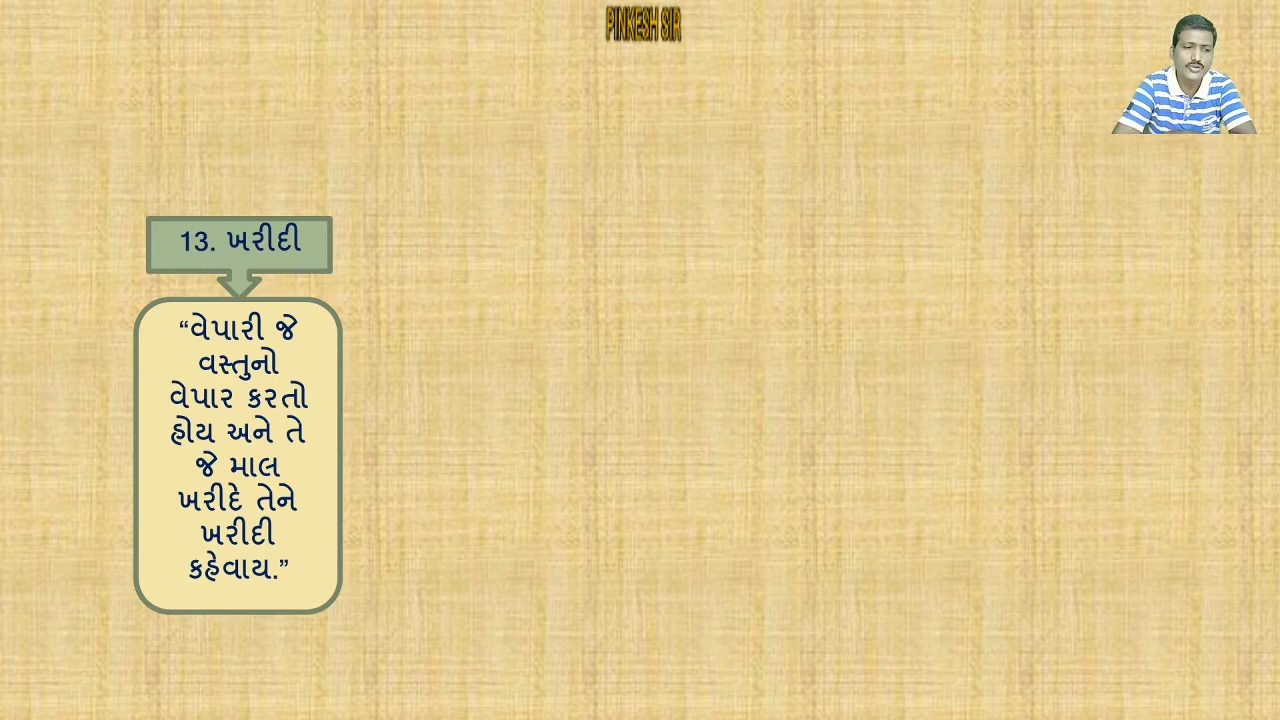 PINKESH SIR
13. ખરીદી
“વેપારી જે
વસ્તુનો
વેપાર કરતો
હોય અને તે
જે માલ
ખરીદે તેને
ખરીદી
કહેવાય.”